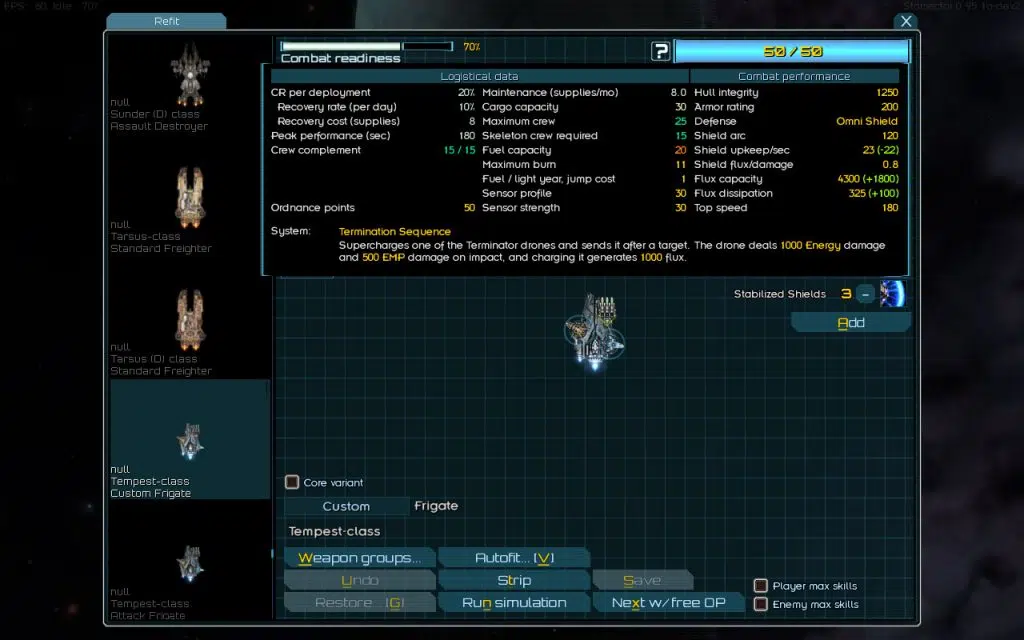 FPS: 60, Idle: 70%
Starsector 0.95.1a-dev2
Refit
X
70%
Combat readiness
?
50 / 50
Logistical data
Combat performance
CR per deployment 20% Maintenance (supplies/mo) 8.0 Hull integrity 1250
Recovery rate (per day) 10% Cargo capacity 30 Armor rating 200
Recovery cost (supplies) 8 Maximum crew 25 Defense Omni Shield
Peak performance (sec) 180 Skeleton crew required 15 Shield arc 120
Crew complement 15 / 15 Fuel capacity 20 Shield upkeep/sec 23 (-22)
Maximum burn 11 Shield flux/damage 0.8
Fuel / light year, jump cost 1 Flux capacity 4300 (+1800)
Sensor profile 30 Flux dissipation 325 (+100)
Ordnance points 50 Sensor strength 30 Top speed 180
System: Termination Sequence
Supercharges one of the Terminator drones and sends it after a target. The drone deals 1000 Energy damage
and 500 EMP damage on impact, and charging it generates 1000 flux.
null
Sunder (D) class
Assault Destroyer
null
Tarsus-class
Standard Freighter
null
Tarsus (D) class
Standard Freighter
null
Tempest-class
Custom Frigate
null
Tempest-class
Attack Frigate
Stabilized Shields 3 -
Add
Core variant
Custom Frigate
Tempest-class
Weapon groups... Autofit... [V]
Undo Strip Save
Restore... [G] Run simulation Next w/free OP
Player max skills
Enemy max skills